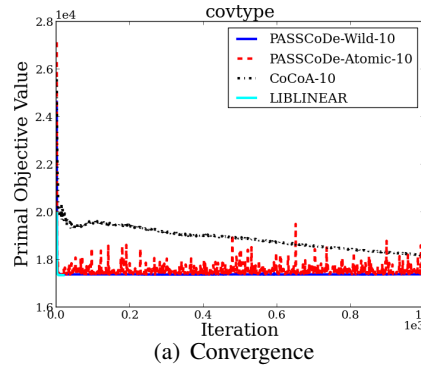 covtype
1e4
2.8
2.6
2.4
2.2
2.0
1.8
1.6
Primal Objective Value
PASSCoDe-Wild-10
PASSCoDe-Atomic-10
CoCoA-10
LIBLINEAR
0.0 0.2 0.4 0.6 0.8 1.0
Iteration
1e3
(a) Convergence